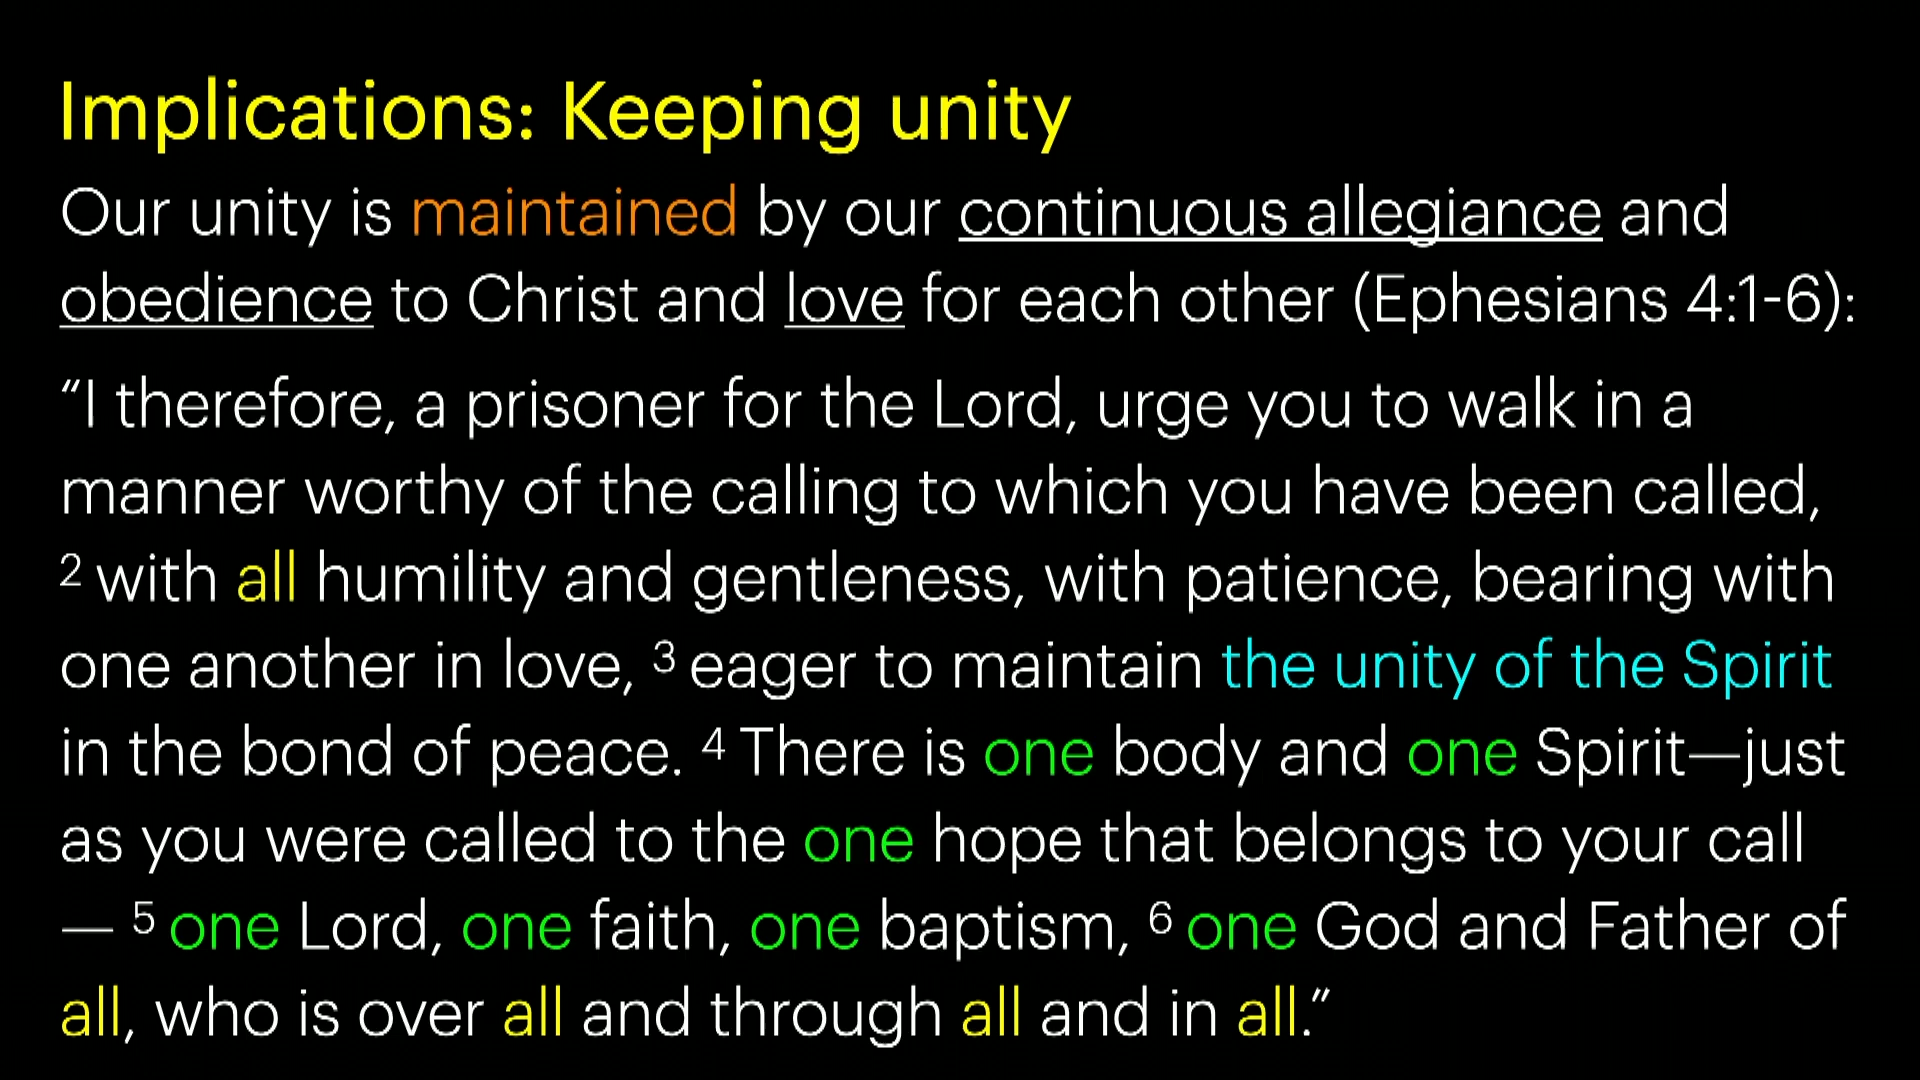 Implications: Keeping unity
Our unity is maintained by our continuous allegiance and
obedience to Christ and love for each other (Ephesians 4:1-6):
“I therefore, a prisoner for the Lord, urge you to walk in a
manner worthy of the calling to which you have been called,
² with all humility and gentleness, with patience, bearing with
one another in love, ³ eager to maintain the unity of the Spirit
in the bond of peace. ⁴ There is one body and one Spirit—just
as you were called to the one hope that belongs to your call
— ⁵ one Lord, one faith, one baptism, ⁶ one God and Father of
all, who is over all and through all and in all.”